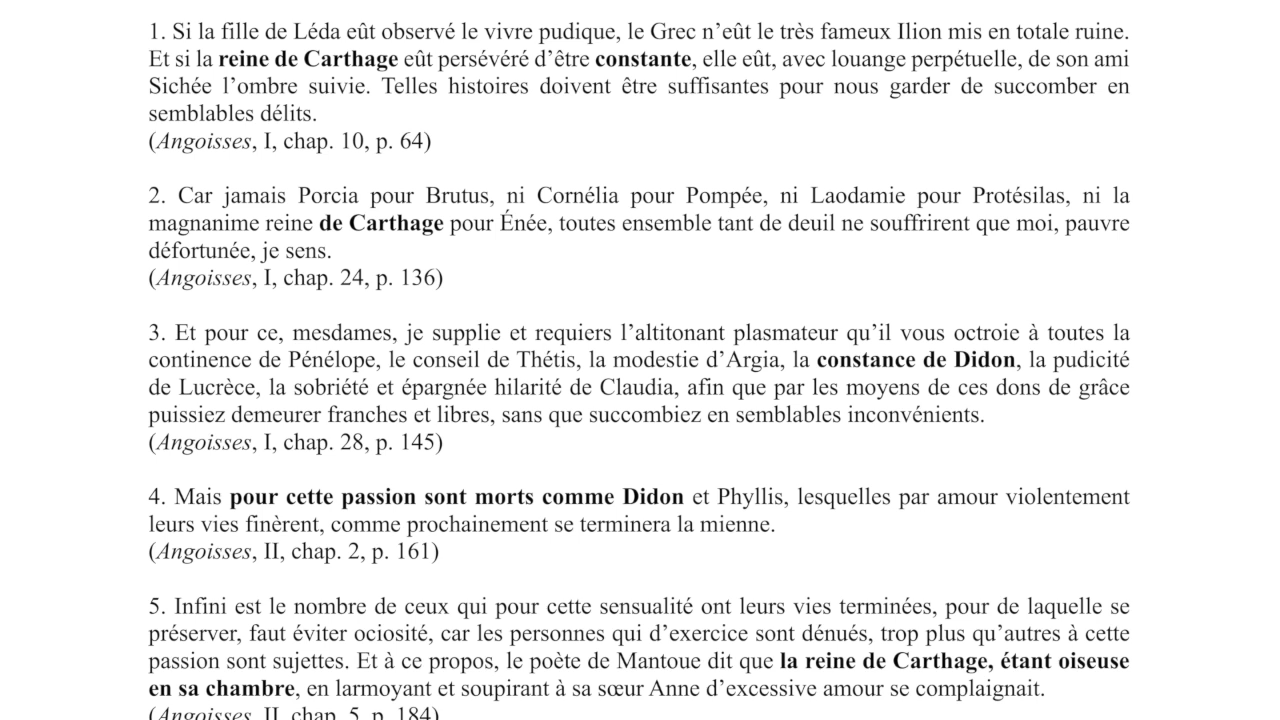 1. Si la fille de Léda eût observé le vivre pudique, le Grec n’eût le très fameux Ilion mis en totale ruine.
Et si la reine de Carthage eût persévéré d’être constante, elle eût, avec louange perpétuelle, de son ami
Sichée l’ombre suivie. Telles histoires doivent être suffisantes pour nous garder de succomber en
semblables délits.
(Angoisses, I, chap. 10, p. 64)
2. Car jamais Porcia pour Brutus, ni Cornélia pour Pompée, ni Laodamie pour Protésilas, ni la
magnanime reine de Carthage pour Énée, toutes ensemble tant de deuil ne souffrirent que moi, pauvre
défortunée, je sens.
(Angoisses, I, chap. 24, p. 136)
3. Et pour ce, mesdames, je supplie et requiers l’altitonant plasmateur qu’il vous octroie à toutes la
continence de Pénélope, le conseil de Thétis, la modestie d’Argia, la constance de Didon, la pudicité
de Lucrèce, la sobriété et épargnée hilarité de Claudia, afin que par les moyens de ces dons de grâce
puissiez demeurer franches et libres, sans que succombiez en semblables inconvénients.
(Angoisses, I, chap. 28, p. 145)
4. Mais pour cette passion sont morts comme Didon et Phyllis, lesquelles par amour violentement
leurs vies finèrent, comme prochainement se terminera la mienne.
(Angoisses, II, chap. 2, p. 161)
5. Infini est le nombre de ceux qui pour cette sensualité ont leurs vies terminées, pour de laquelle se
préserver, faut éviter ociosité, car les personnes qui d’exercice sont dénués, trop plus qu’autres à cette
passion sont sujettes. Et à ce propos, le poète de Mantoue dit que la reine de Carthage, étant oiseuse
en sa chambre, en larmoyant et soupirant à sa sœur Anne d’excessive amour se complaignait.
(Angoisses, II, chap. 5, p. 184)